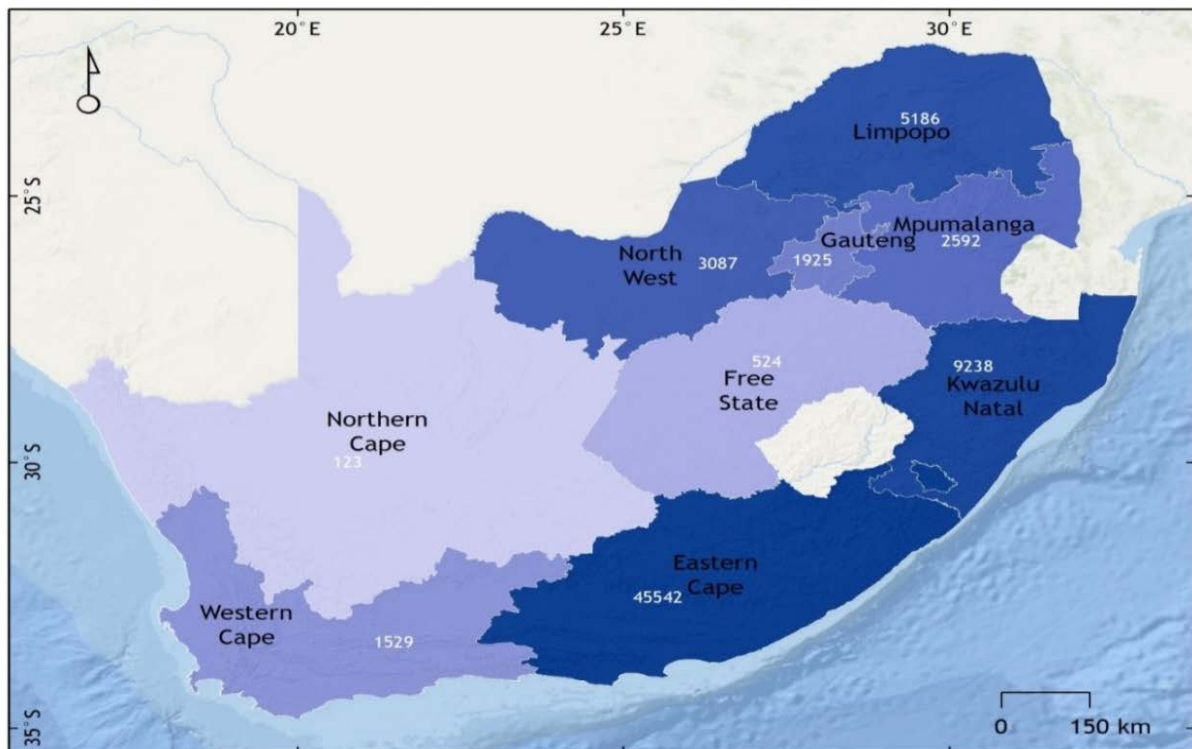 20°E 25°E 30°E
25°S
30°S
35°S
5186
Limpopo
Mpumalanga
2592
Gauteng
1925
North
West
3087
524
Free
State
9238
Kwazulu
Natal
Northern
Cape
123
Eastern
Cape
45542
Western
Cape
1529
0 150 km